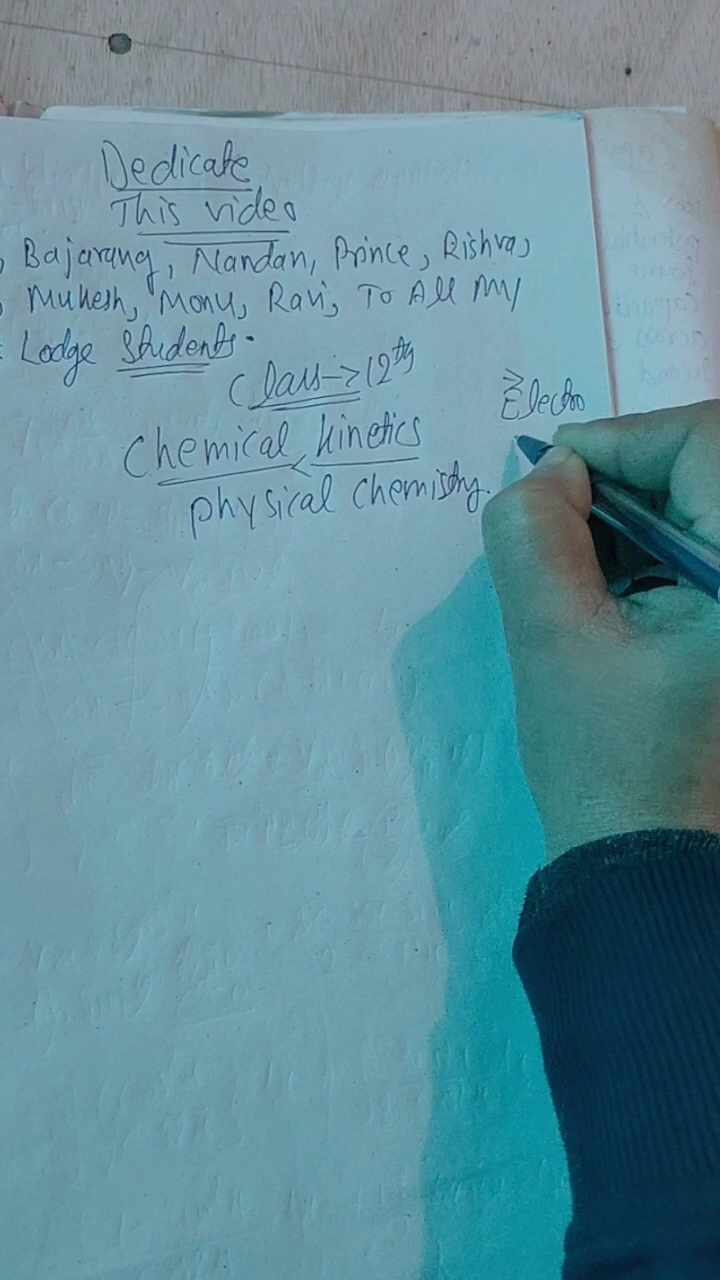 Dedicate
This video
, Bajarang, Nandan, Prince, Rishva,
, Mukesh, Monu, Ravi, To All My
Lodge Students.
Class->12th
Electro
Chemical kinetics
physical chemistry.